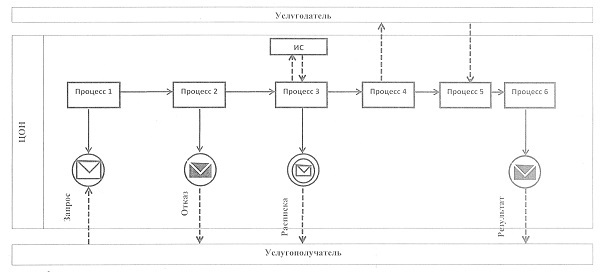 Услугодатель
ИС
Процесс 1
Процесс 2
Процесс 3
Процесс 4
Процесс 5
Процесс 6
ЦОН
Запрос
Отказ
Расписка
Результат
Услугополучатель